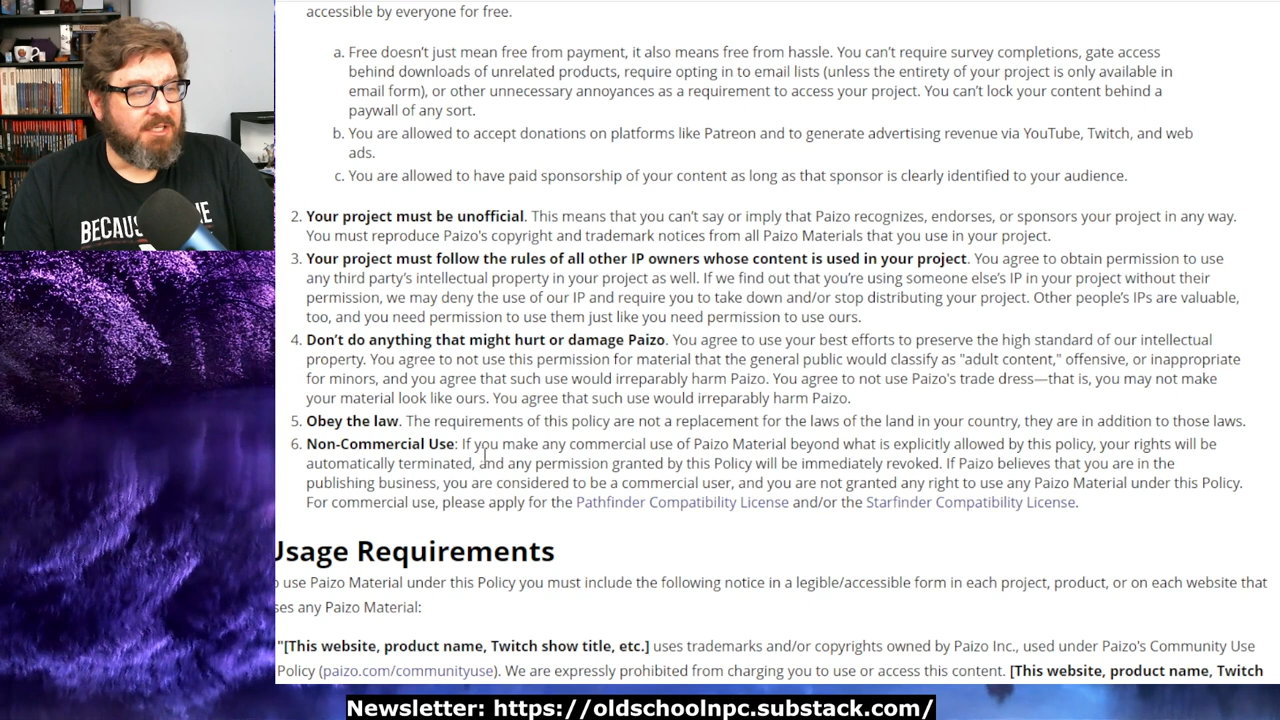 accessible by everyone for free.
a. Free doesn’t just mean free from payment, it also means free from hassle. You can’t require survey completions, gate access
behind downloads of unrelated products, require opting in to email lists (unless the entirety of your project is only available in
email form), or other unnecessary annoyances as a requirement to access your project. You can’t lock your content behind a
paywall of any sort.
b. You are allowed to accept donations on platforms like Patreon and to generate advertising revenue via YouTube, Twitch, and web
ads.
c. You are allowed to have paid sponsorship of your content as long as that sponsor is clearly identified to your audience.
2. Your project must be unofficial. This means that you can’t say or imply that Paizo recognizes, endorses, or sponsors your project in any way.
You must reproduce Paizo's copyright and trademark notices from all Paizo Materials that you use in your project.
3. Your project must follow the rules of all other IP owners whose content is used in your project. You agree to obtain permission to use
any third party’s intellectual property in your project as well. If we find out that you’re using someone else’s IP in your project without their
permission, we may deny the use of our IP and require you to take down and/or stop distributing your project. Other people’s IPs are valuable,
too, and you need permission to use them just like you need permission to use ours.
4. Don’t do anything that might hurt or damage Paizo. You agree to use your best efforts to preserve the high standard of our intellectual
property. You agree to not use this permission for material that the general public would classify as "adult content," offensive, or inappropriate
for minors, and you agree that such use would irreparably harm Paizo. You agree to not use Paizo's trade dress—that is, you may not make
your material look like ours. You agree that such use would irreparably harm Paizo.
5. Obey the law. The requirements of this policy are not a replacement for the laws of the land in your country, they are in addition to those laws.
6. Non-Commercial Use: If you make any commercial use of Paizo Material beyond what is explicitly allowed by this policy, your rights will be
automatically terminated, and any permission granted by this Policy will be immediately revoked. If Paizo believes that you are in the
publishing business, you are considered to be a commercial user, and you are not granted any right to use any Paizo Material under this Policy.
For commercial use, please apply for the Pathfinder Compatibility License and/or the Starfinder Compatibility License.
Usage Requirements
o use Paizo Material under this Policy you must include the following notice in a legible/accessible form in each project, product, or on each website that
ses any Paizo Material:
"[This website, product name, Twitch show title, etc.] uses trademarks and/or copyrights owned by Paizo Inc., used under Paizo's Community Use
Policy (paizo.com/communityuse). We are expressly prohibited from charging you to use or access this content. [This website, product name, Twitch
Newsletter: https://oldschoolnpc.substack.com/